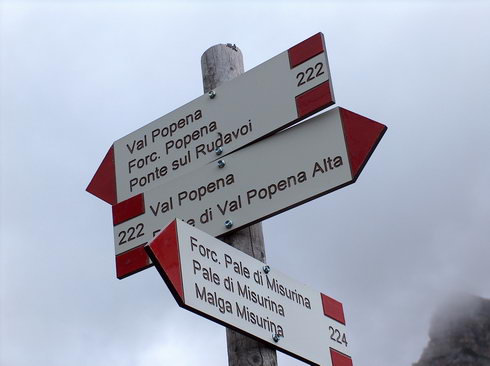 Val Popena
Forc. Popena
Ponte sul Rudavoi
222
Val Popena
di Val Popena Alta
222
Forc. Pale di Misurina
Pale di Misurina
Malga Misurina
224